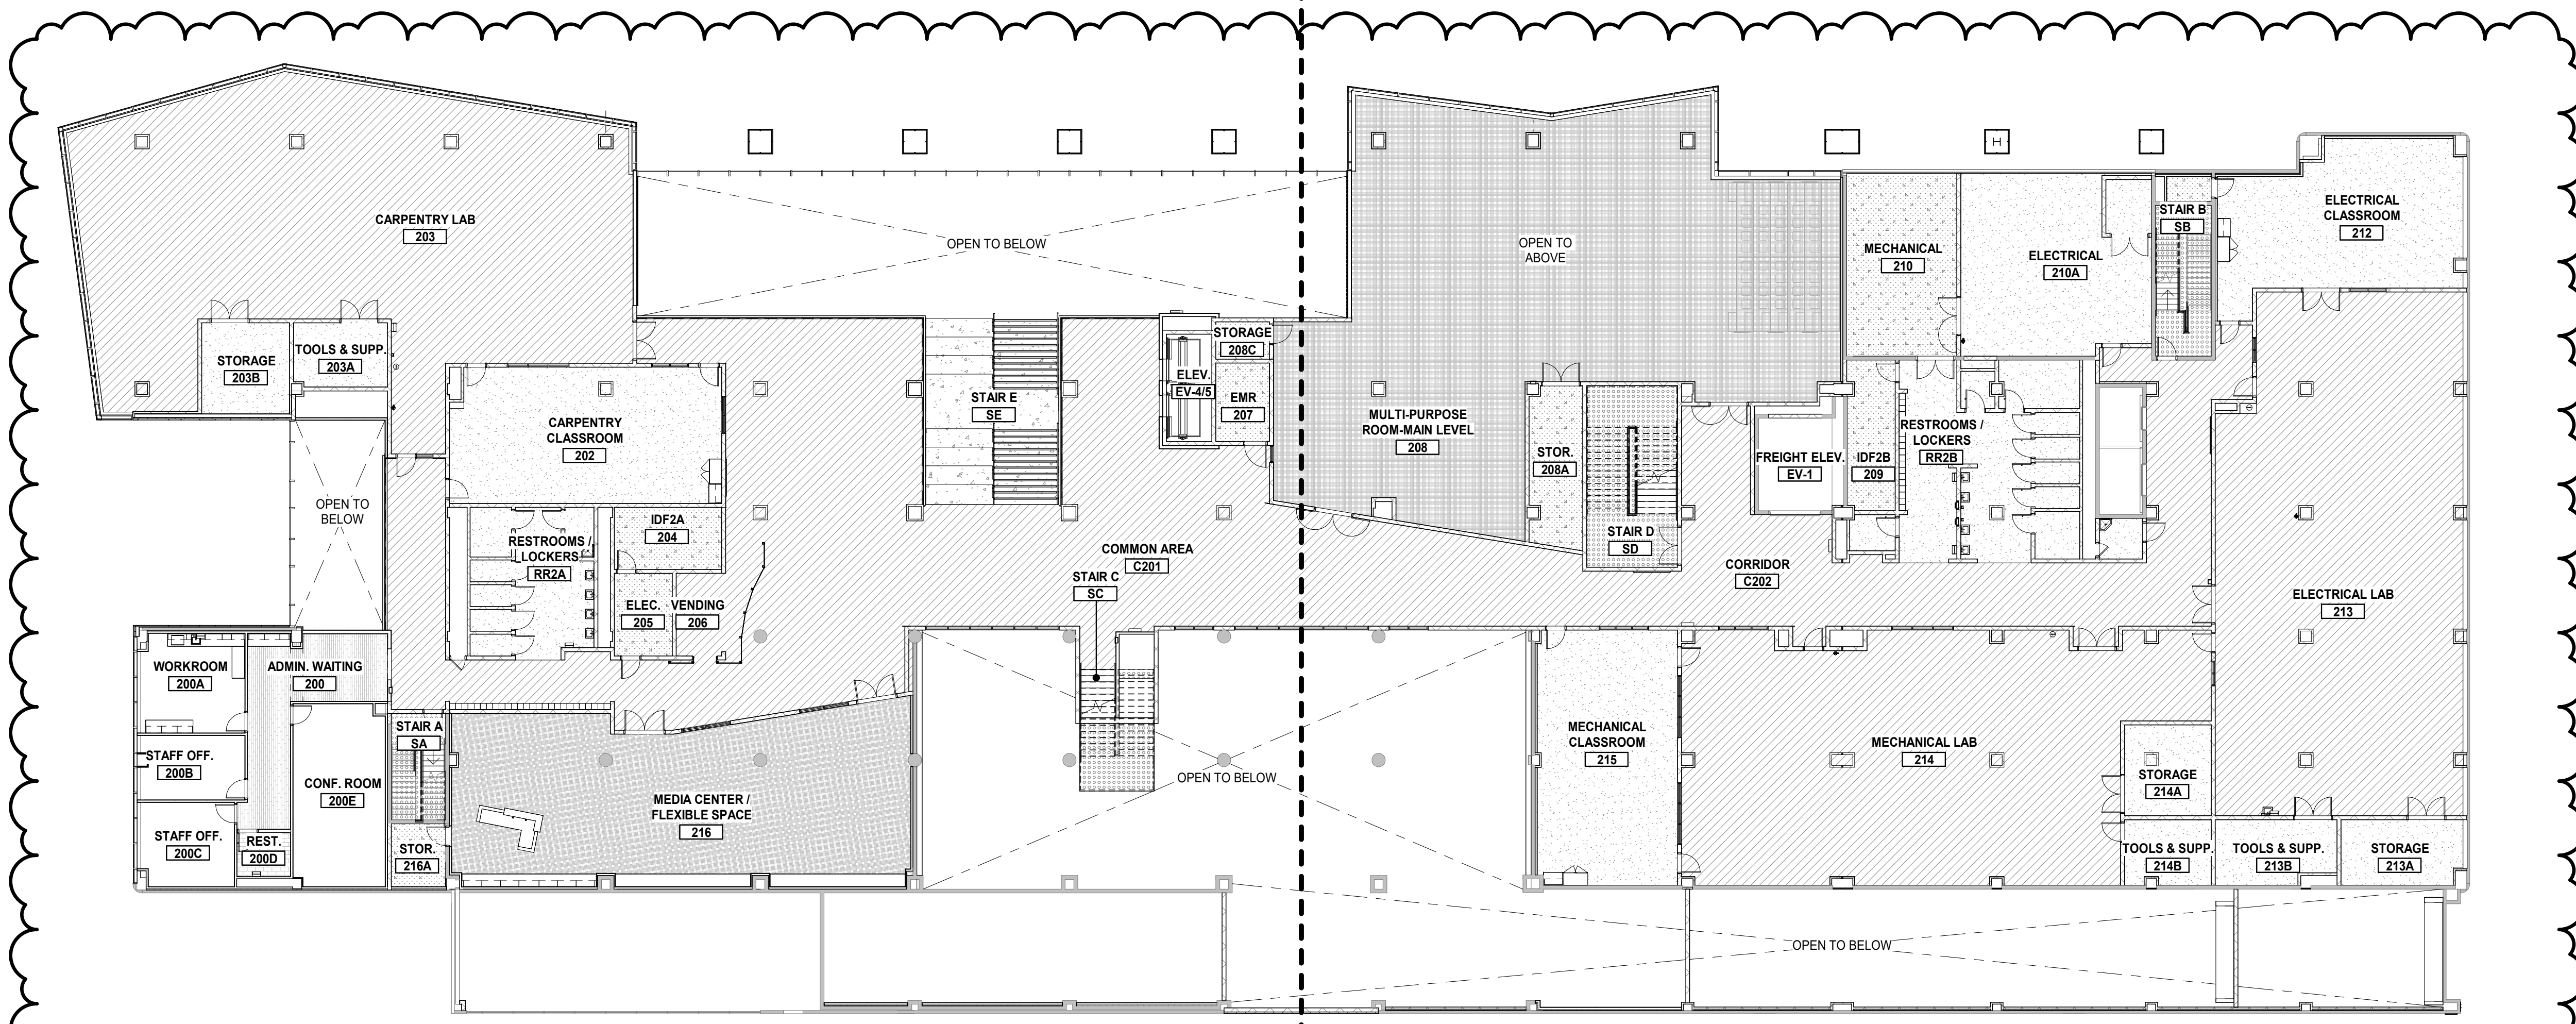 CARPENTRY LAB
203
STORAGE
203B
TOOLS & SUPP.
203A
OPEN TO BELOW
CARPENTRY
CLASSROOM
202
STAIR E
SE
STORAGE
208C
ELEV.
EV-4/5
EMR
207
OPEN TO
ABOVE
MULTI-PURPOSE
ROOM-MAIN LEVEL
208
STOR.
208A
STAIR D
SD
MECHANICAL
210
ELECTRICAL
210A
STAIR B
SB
ELECTRICAL
CLASSROOM
212
FREIGHT ELEV.
EV-1
IDF2B
209
RESTROOMS /
LOCKERS
RR2B
H
OPEN TO
BELOW
RESTROOMS /
LOCKERS
RR2A
IDF2A
204
ELEC.
205
VENDING
206
COMMON AREA
C201
STAIR C
SC
CORRIDOR
C202
ELECTRICAL LAB
213
WORKROOM
200A
ADMIN. WAITING
200
STAFF OFF.
200B
STAFF OFF.
200C
REST.
200D
CONF. ROOM
200E
STAIR A
SA
STOR.
216A
MEDIA CENTER /
FLEXIBLE SPACE
216
OPEN TO BELOW
MECHANICAL
CLASSROOM
215
MECHANICAL LAB
214
STORAGE
214A
TOOLS & SUPP.
214B
TOOLS & SUPP.
213B
STORAGE
213A
OPEN TO BELOW